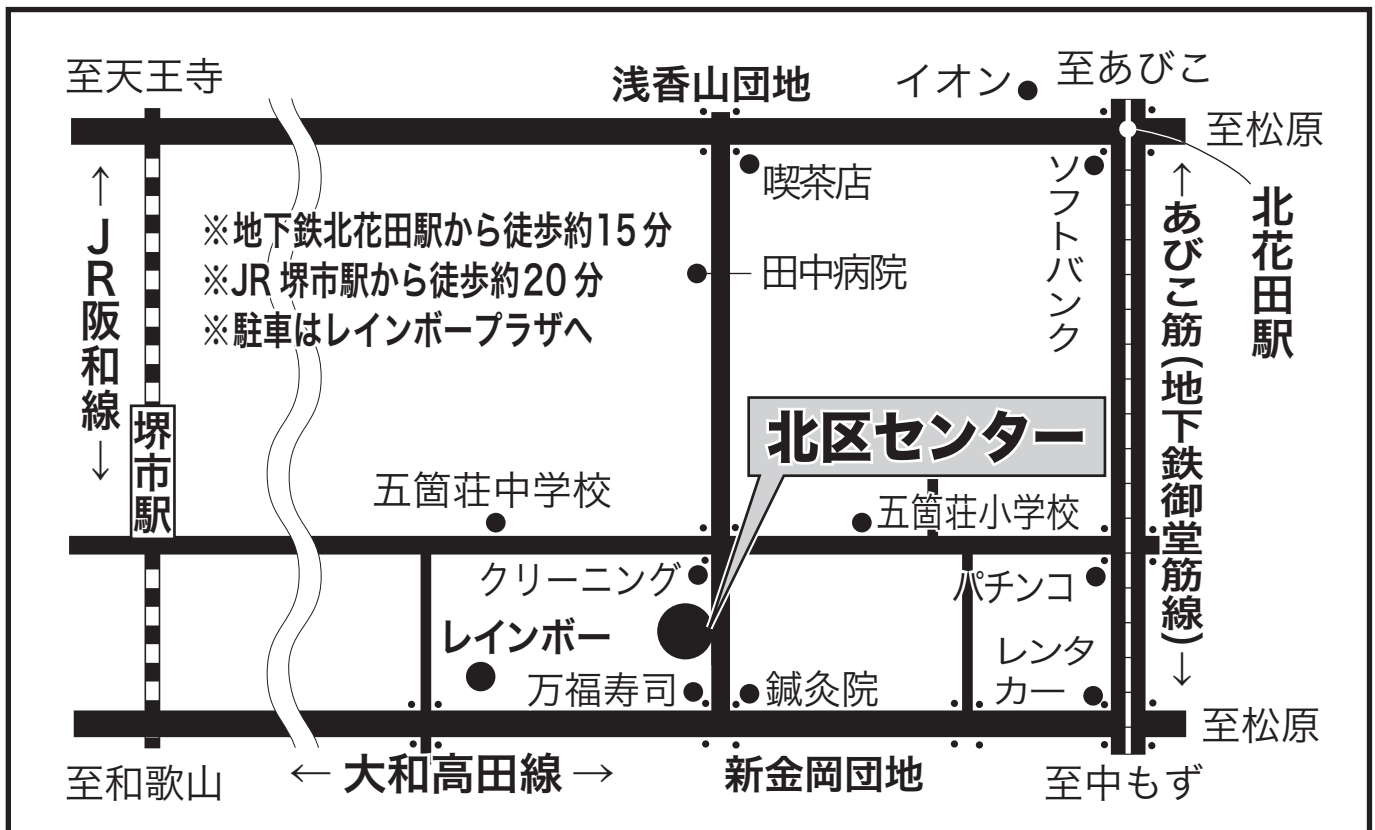 至天王寺
浅香山団地
イオン
至あびこ
至松原
喫茶店
ソフトバンク
北花田駅
←JR阪和線→
※地下鉄北花田駅から徒歩約15分
※JR堺市駅から徒歩約20分
※駐車はレインボープラザへ
田中病院
←あびこ筋(地下鉄御堂筋線)→
堺市駅
北区センター
五箇荘中学校
五箇荘小学校
クリーニング
パチンコ
レインボー
レンタ
カー
万福寿司
鍼灸院
至松原
至和歌山
← 大和高田線 →
新金岡団地
至中もず